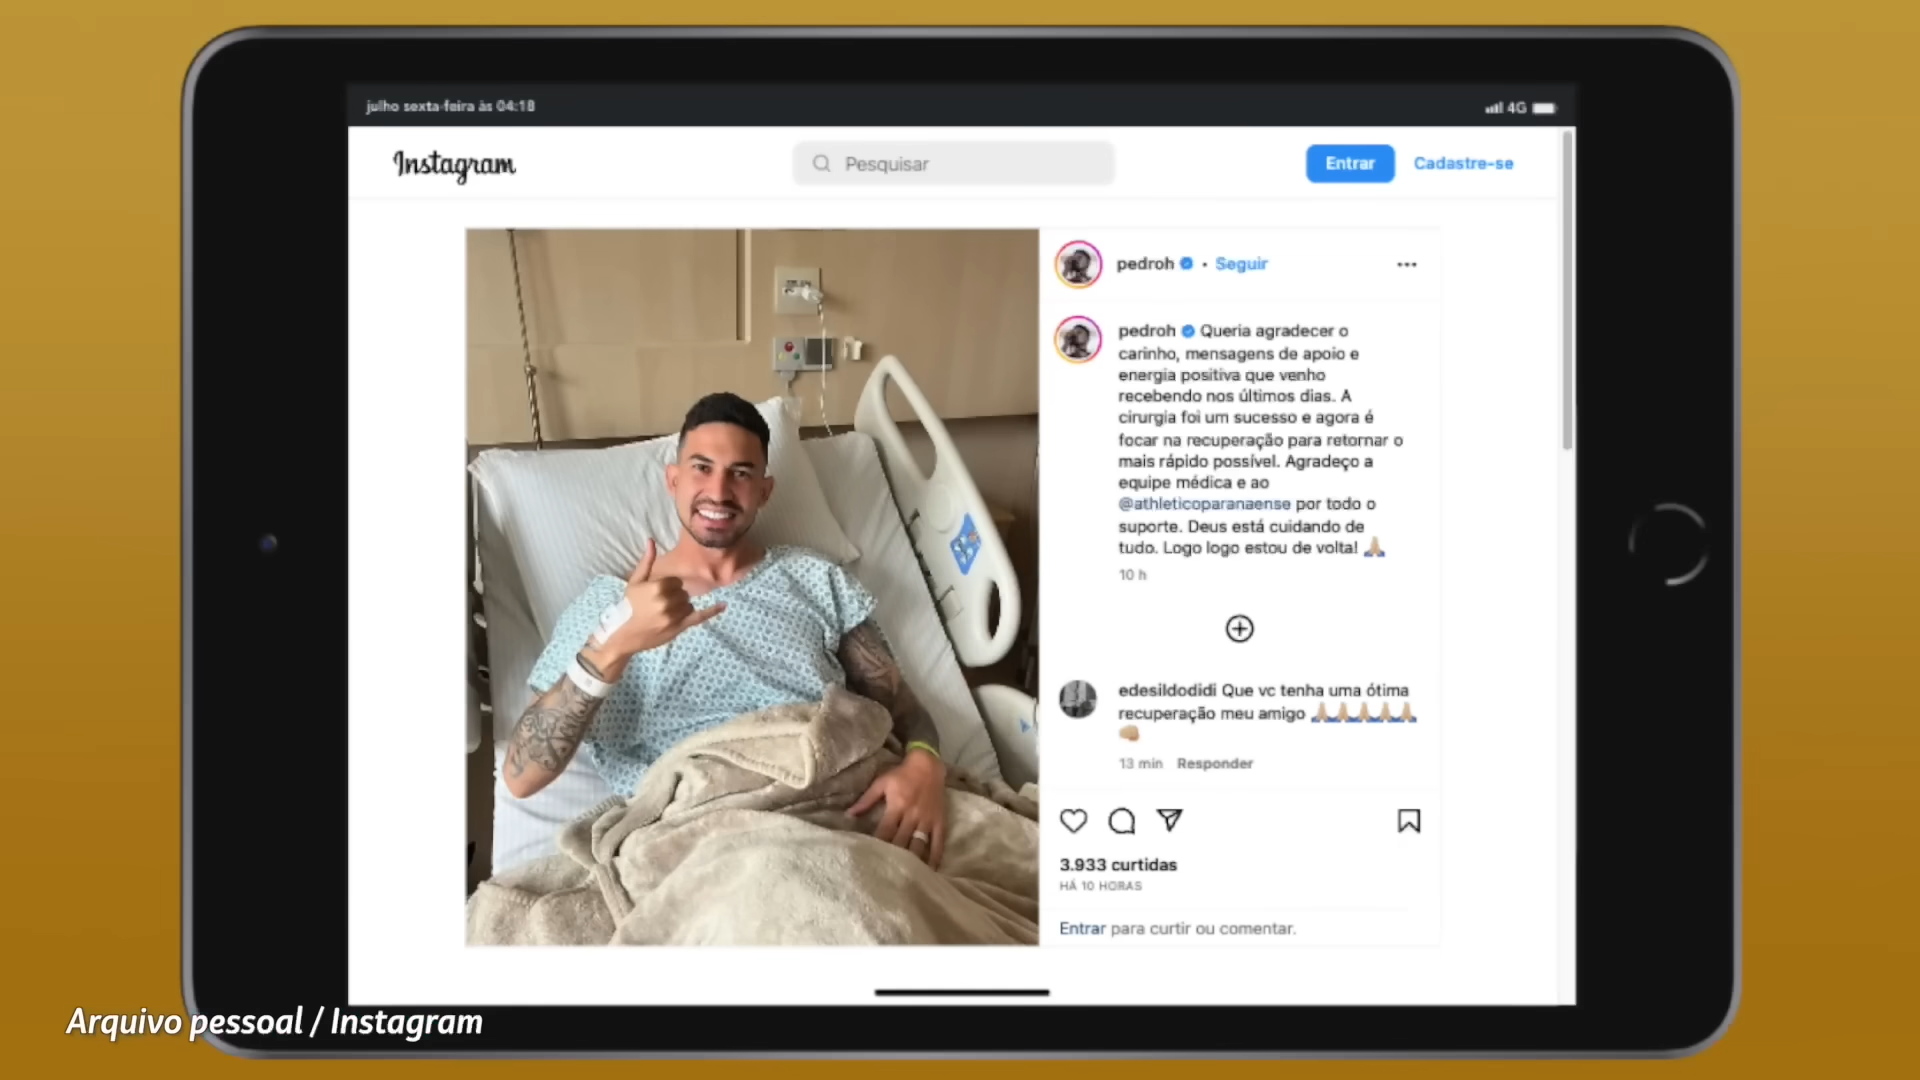 julho sexta-feira às 04:18
4G
Instagram
Pesquisar
Entrar
Cadastre-se
pedroh • Seguir
pedroh Queria agradecer o
carinho, mensagens de apoio e
energia positiva que venho
recebendo nos últimos dias. A
cirurgia foi um sucesso e agora é
focar na recuperação para retornar o
mais rápido possível. Agradeço a
equipe médica e ao
@athleticoparanaense por todo o
suporte. Deus está cuidando de
tudo. Logo logo estou de volta! 🙏🏼
10 h
edesildodidi Que vc tenha uma ótima
recuperação meu amigo 🙏🏼🙏🏼🙏🏼🙏🏼🙏🏼
👊🏼
13 min Responder
3.933 curtidas
HÁ 10 HORAS
Entrar para curtir ou comentar.
Arquivo pessoal / Instagram